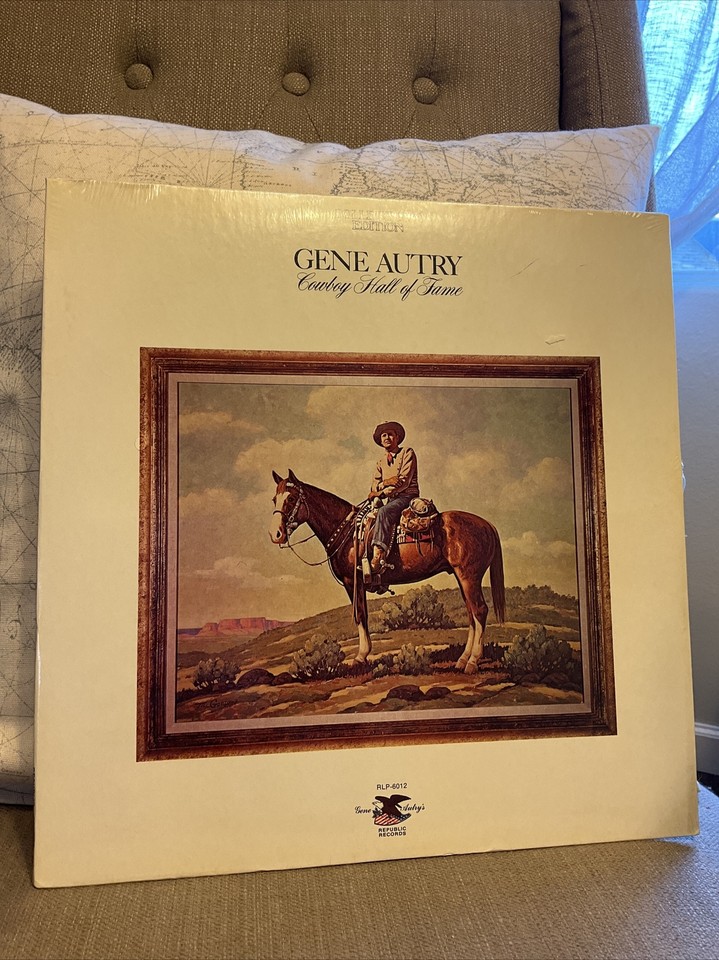 EDITION
GENE AUTRY
Cowboy Hall of Fame
RLP-6012
Gene Autry's
REPUBLIC
RECORDS